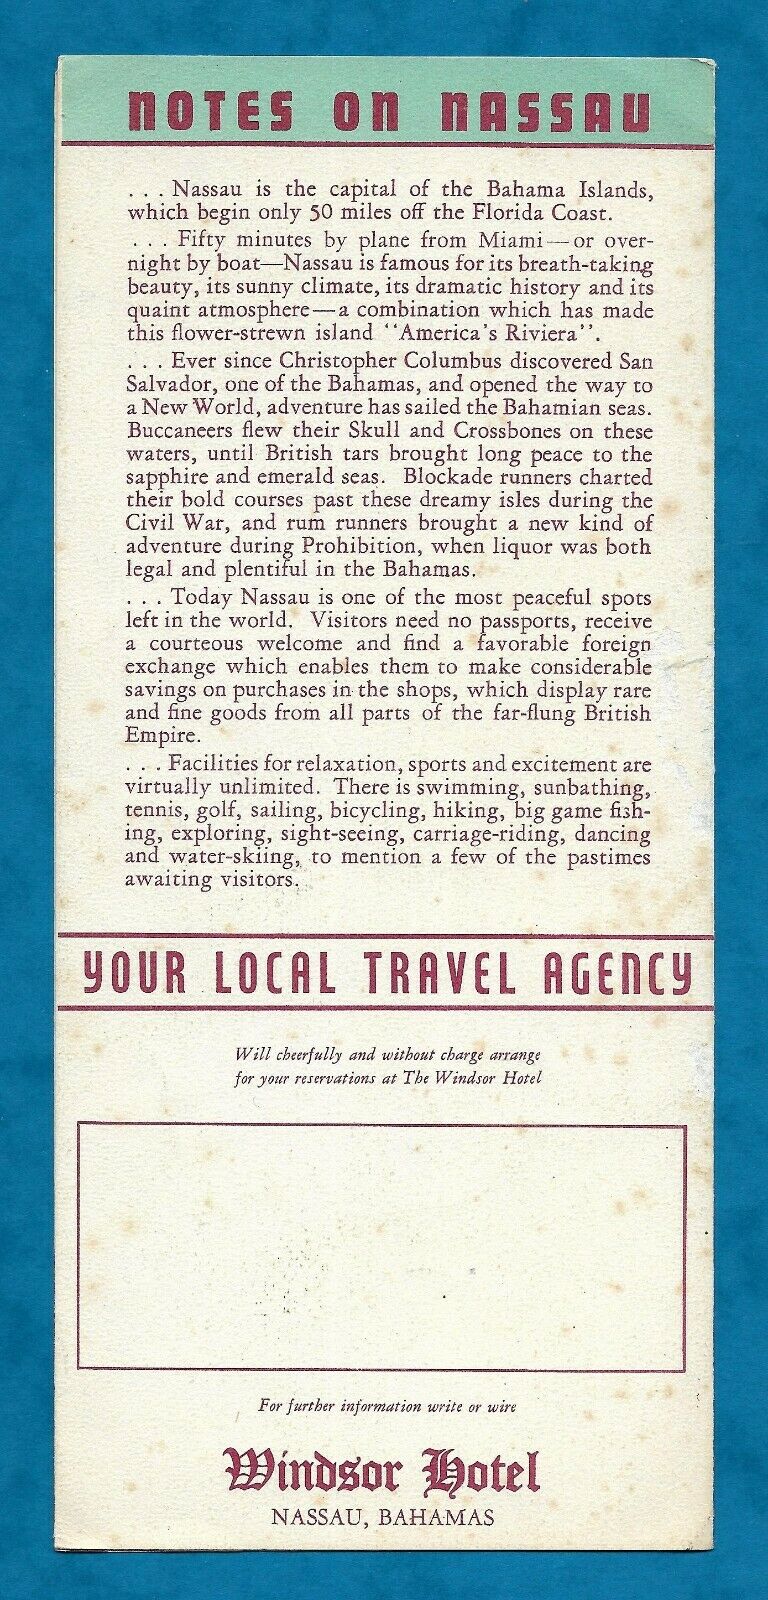 NOTES ON NASSAU
. . . Nassau is the capital of the Bahama Islands,
which begin only 50 miles off the Florida Coast.
. . . Fifty minutes by plane from Miami—or over-
night by boat—Nassau is famous for its breath-taking
beauty, its sunny climate, its dramatic history and its
quaint atmosphere—a combination which has made
this flower-strewn island "America's Riviera".
. . . Ever since Christopher Columbus discovered San
Salvador, one of the Bahamas, and opened the way to
a New World, adventure has sailed the Bahamian seas.
Buccaneers flew their Skull and Crossbones on these
waters, until British tars brought long peace to the
sapphire and emerald seas. Blockade runners charted
their bold courses past these dreamy isles during the
Civil War, and rum runners brought a new kind of
adventure during Prohibition, when liquor was both
legal and plentiful in the Bahamas.
. . . Today Nassau is one of the most peaceful spots
left in the world. Visitors need no passports, receive
a courteous welcome and find a favorable foreign
exchange which enables them to make considerable
savings on purchases in the shops, which display rare
and fine goods from all parts of the far-flung British
Empire.
. . . Facilities for relaxation, sports and excitement are
virtually unlimited. There is swimming, sunbathing,
tennis, golf, sailing, bicycling, hiking, big game fish-
ing, exploring, sight-seeing, carriage-riding, dancing
and water-skiing, to mention a few of the pastimes
awaiting visitors.
YOUR LOCAL TRAVEL AGENCY
Will cheerfully and without charge arrange
for your reservations at The Windsor Hotel
For further information write or wire
Windsor Hotel
NASSAU, BAHAMAS